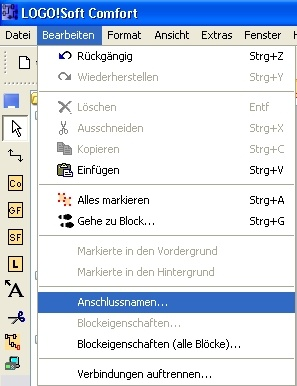 LOGO!Soft Comfort
Datei Bearbeiten Format Ansicht Extras Fenster
Rückgängig Strg+Z
Wiederherstellen Strg+Y
Löschen Entf
Ausschneiden Strg+X
Kopieren Strg+C
Einfügen Strg+V
Alles markieren Strg+A
Gehe zu Block... Strg+G
Markierte in den Vordergrund
Markierte in den Hintergrund
Anschlussnamen...
Blockeigenschaften...
Blockeigenschaften (alle Blöcke)...
Verbindungen auftrennen...
Co
GF
SF
L
A